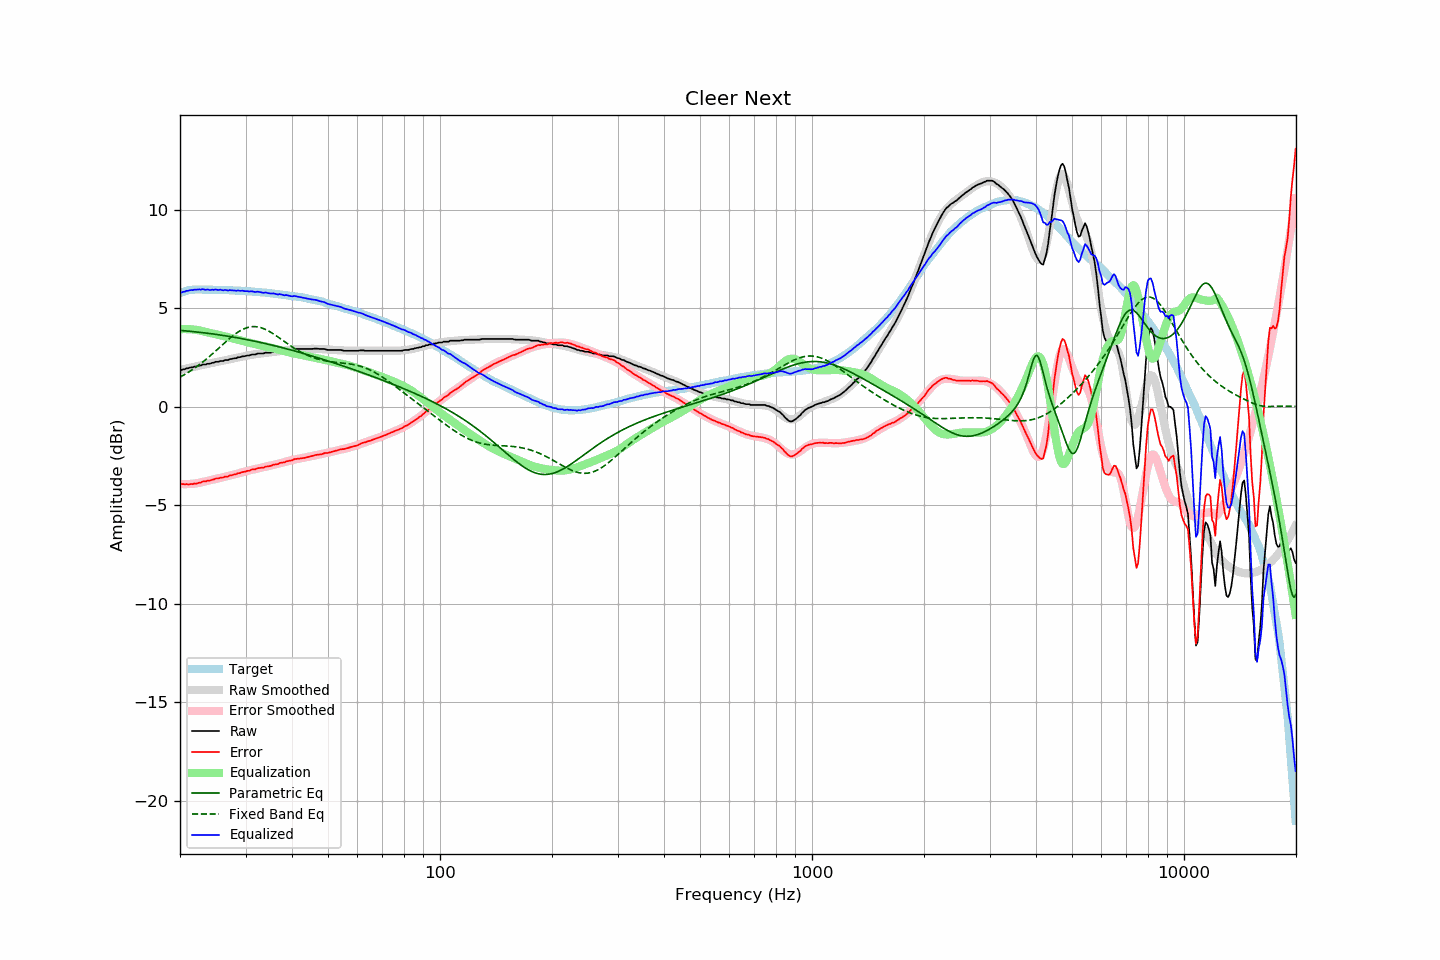 Cleer Next
Amplitude (dBr)
10
5
0
−5
−10
−15
−20
Target
Raw Smoothed
Error Smoothed
Raw
Error
Equalization
Parametric Eq
Fixed Band Eq
Equalized
100
1000
10000
Frequency (Hz)